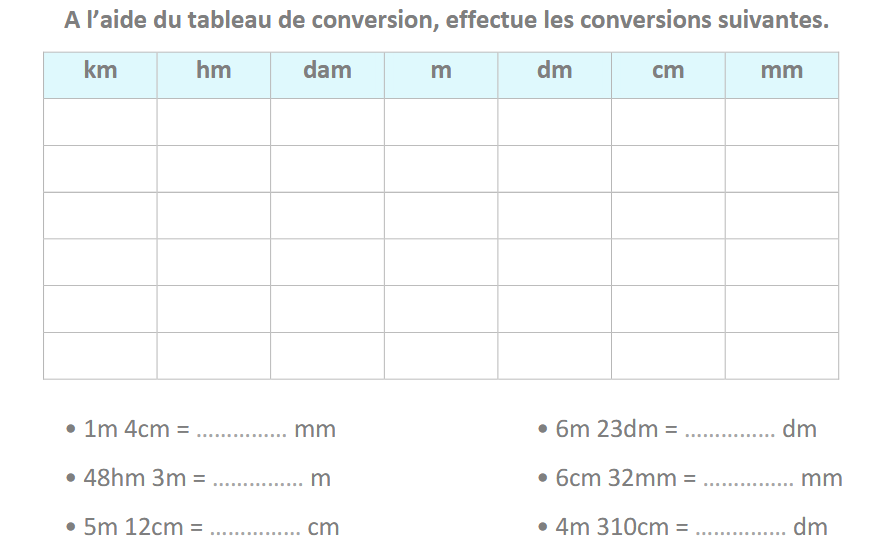 A l’aide du tableau de conversion, effectue les conversions suivantes.
km hm dam m dm cm mm
• 1m 4cm = ............... mm
• 6m 23dm = ............... dm
• 48hm 3m = ............... m
• 6cm 32mm = ............... mm
• 5m 12cm = ............... cm
• 4m 310cm = ............... dm